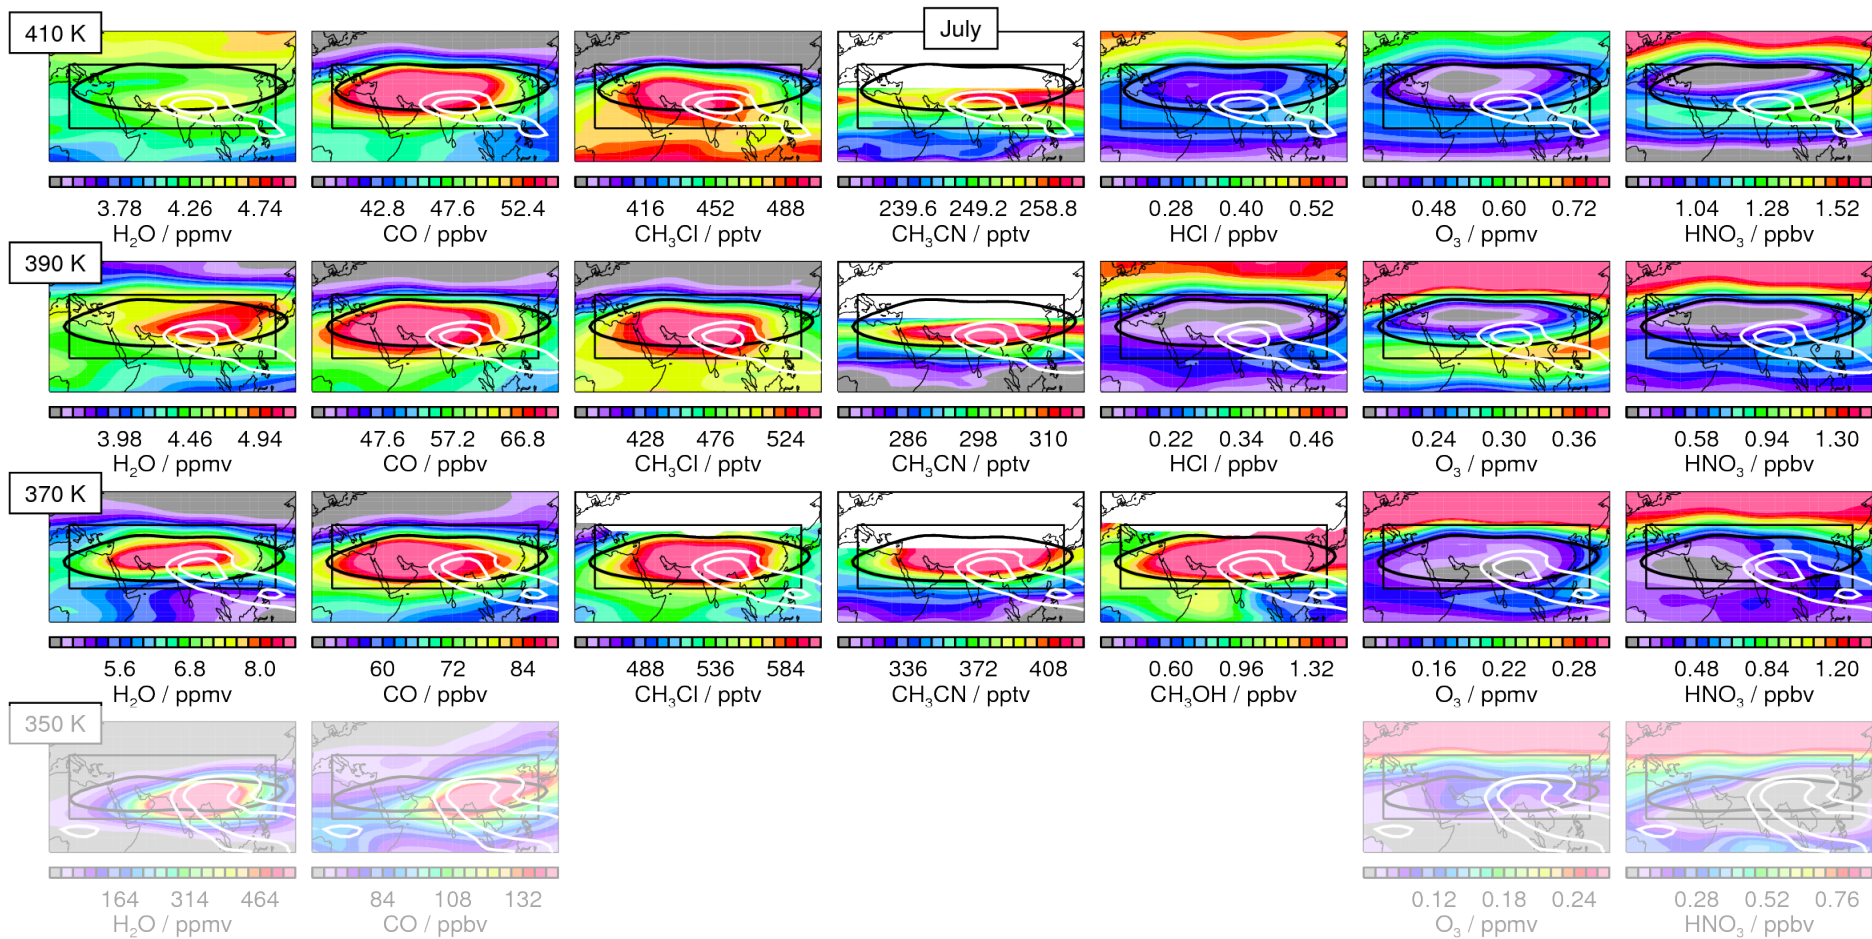 410 K
July
3.78 4.26 4.74
42.8 47.6 52.4
416 452 488
239.6 249.2 258.8
0.28 0.40 0.52
0.48 0.60 0.72
1.04 1.28 1.52
H₂O / ppmv
CO / ppbv
CH₃Cl / pptv
CH₃CN / pptv
HCl / ppbv
O₃ / ppmv
HNO₃ / ppbv
390 K
3.98 4.46 4.94
47.6 57.2 66.8
428 476 524
286 298 310
0.22 0.34 0.46
0.24 0.30 0.36
0.58 0.94 1.30
H₂O / ppmv
CO / ppbv
CH₃Cl / pptv
CH₃CN / pptv
HCl / ppbv
O₃ / ppmv
HNO₃ / ppbv
370 K
5.6 6.8 8.0
60 72 84
488 536 584
336 372 408
0.60 0.96 1.32
0.16 0.22 0.28
0.48 0.84 1.20
H₂O / ppmv
CO / ppbv
CH₃Cl / pptv
CH₃CN / pptv
CH₃OH / ppbv
O₃ / ppmv
HNO₃ / ppbv
350 K
164 314 464
84 108 132
0.12 0.18 0.24
0.28 0.52 0.76
H₂O / ppmv
CO / ppbv
O₃ / ppmv
HNO₃ / ppbv